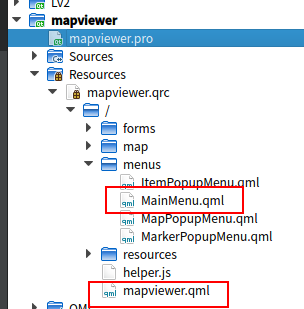 LV2
mapviewer
mapviewer.pro
Sources
Resources
mapviewer.qrc
/
forms
map
menus
ItemPopupMenu.qml
MainMenu.qml
MapPopupMenu.qml
MarkerPopupMenu.qml
resources
helper.js
mapviewer.qml